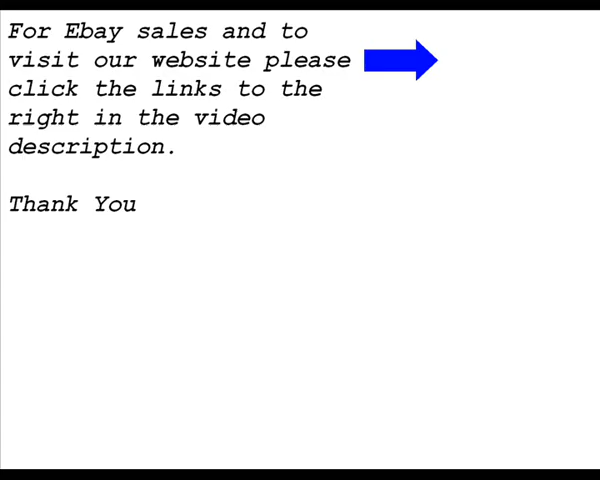 For Ebay sales and to
visit our website please
click the links to the
right in the video
description.
Thank You